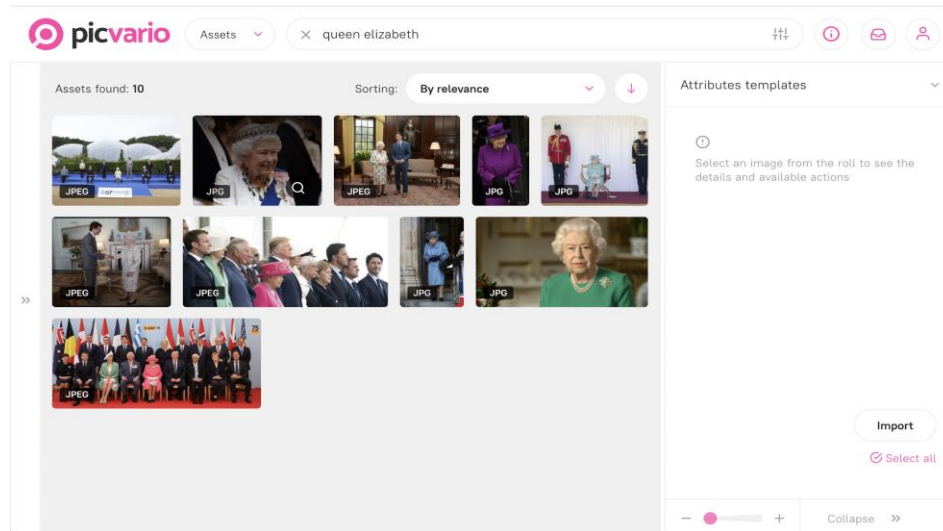 picvario
Assets
queen elizabeth
Assets found: 10
Sorting: By relevance
Attributes templates
Select an image from the roll to see the
details and available actions
JPEG
JPG
JPEG
JPG
JPG
JPEG
JPEG
JPG
JPG
75
JPEG
Import
Select all
Collapse